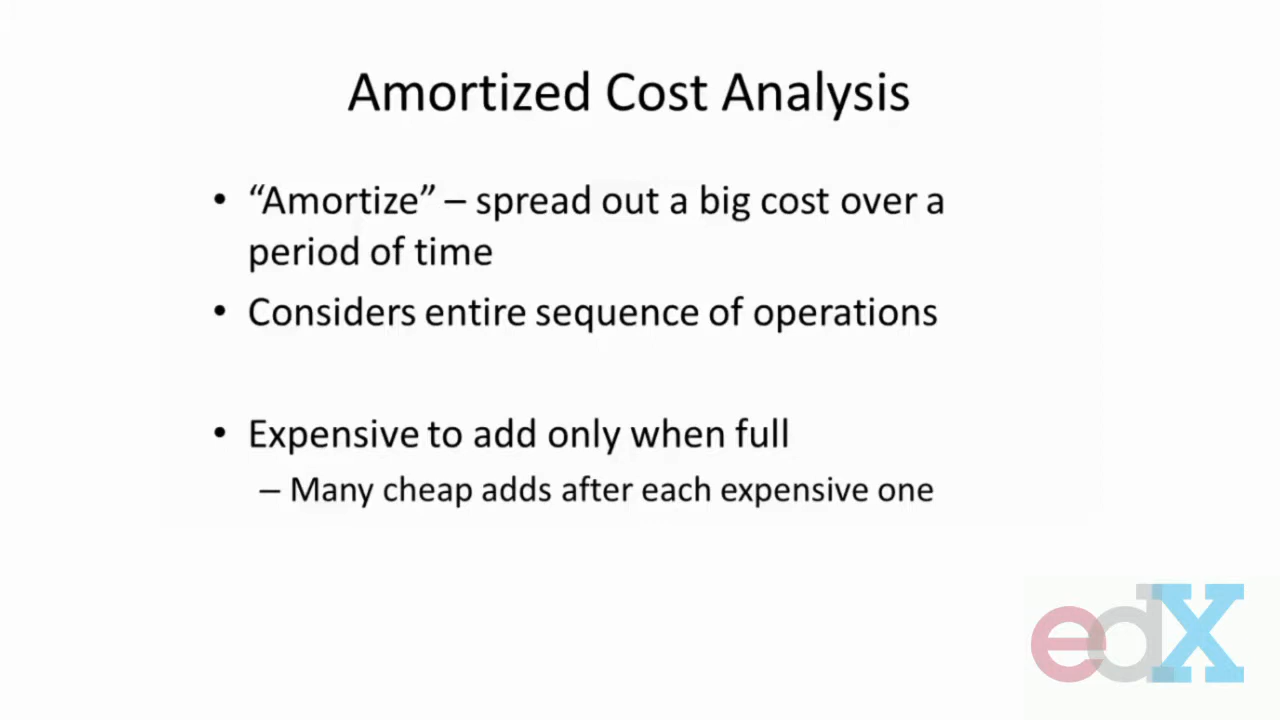 Amortized Cost Analysis
• “Amortize” – spread out a big cost over a
period of time
• Considers entire sequence of operations
• Expensive to add only when full
– Many cheap adds after each expensive one
edX